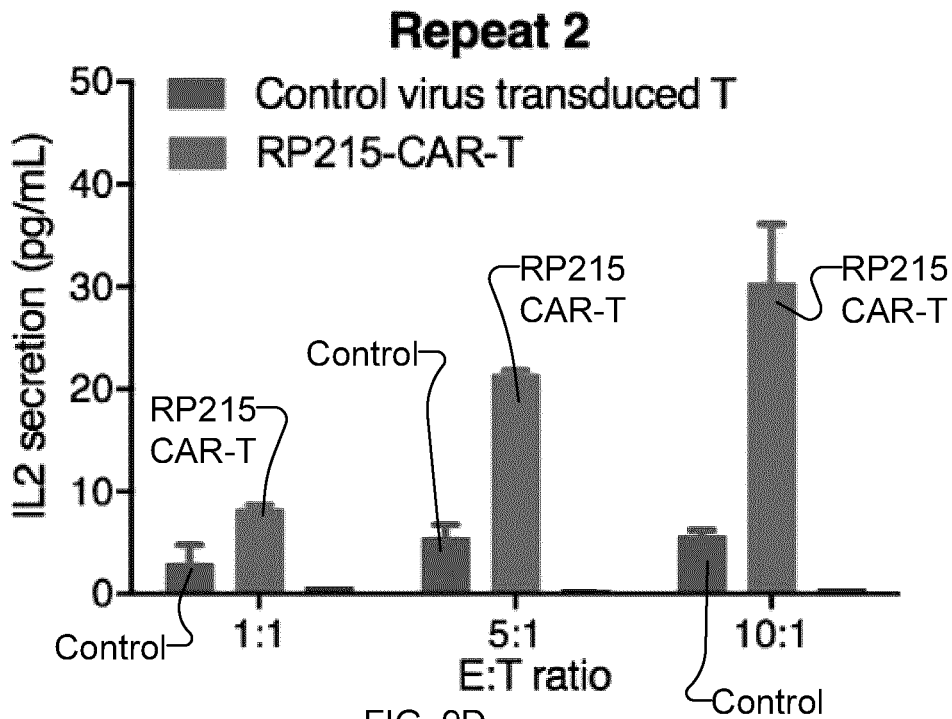 Repeat 2
IL2 secretion (pg/mL)
50
40
30
20
10
0
Control virus transduced T
RP215-CAR-T
RP215
CAR-T
Control
RP215
CAR-T
RP215
CAR-T
Control
Control
1:1
5:1
10:1
E:T ratio